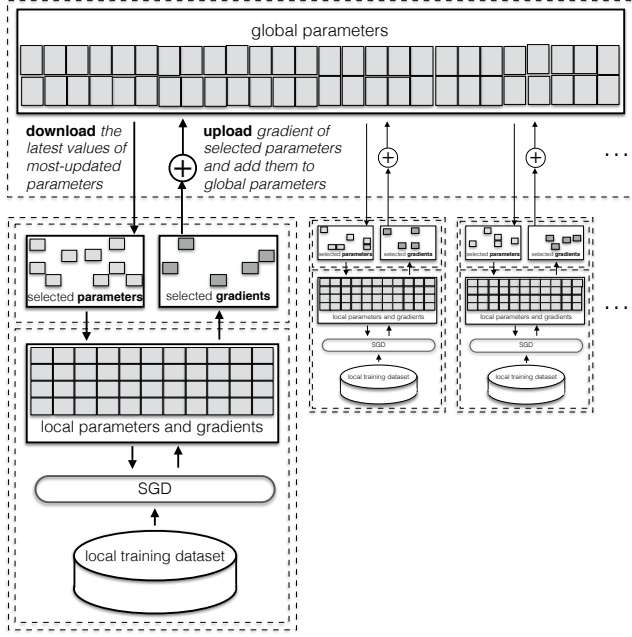 global parameters
download the
latest values of
most-updated
parameters
upload gradient of
selected parameters
and add them to
global parameters
...
selected parameters
selected gradients
local parameters and gradients
SGD
local training dataset
selected parameters
selected gradients
local parameters and gradients
SGD
local training dataset
selected parameters
selected gradients
local parameters and gradients
SGD
local training dataset
...